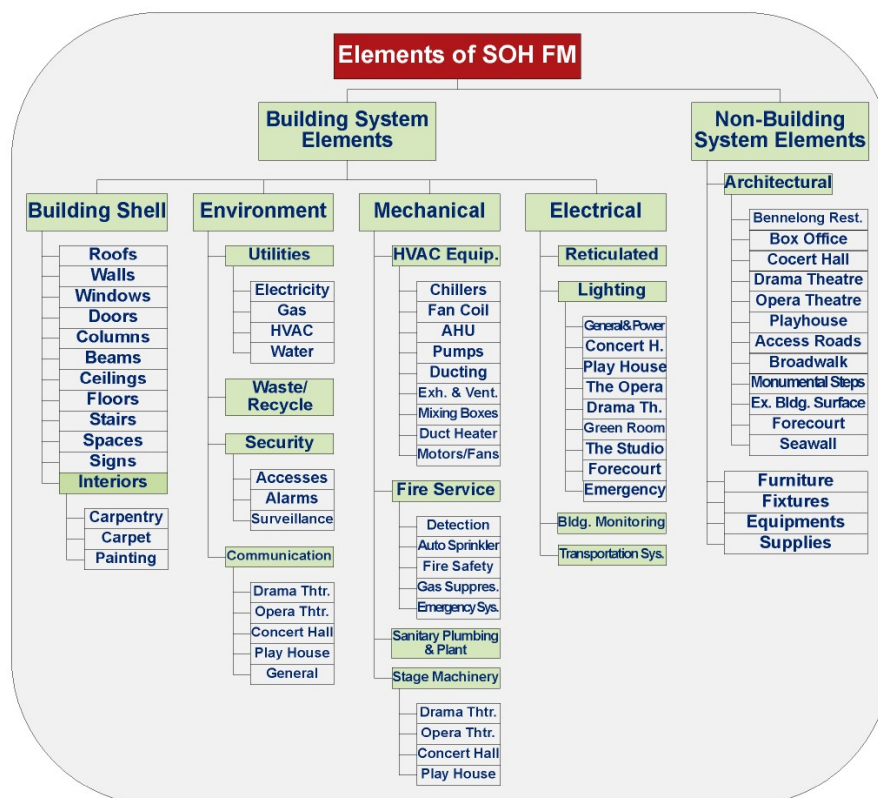 Elements of SOH FM
Building System
Elements
Non-Building
System Elements
Building Shell
Roofs
Walls
Windows
Doors
Columns
Beams
Ceilings
Floors
Stairs
Spaces
Signs
Interiors
Carpentry
Carpet
Painting
Environment
Utilities
Electricity
Gas
HVAC
Water
Waste/
Recycle
Security
Accesses
Alarms
Surveillance
Communication
Drama Thtr.
Opera Thtr.
Concert Hall
Play House
General
Mechanical
HVAC Equip.
Chillers
Fan Coil
AHU
Pumps
Ducting
Exh. & Vent.
Mixing Boxes
Duct Heater
Motors/Fans
Fire Service
Detection
Auto Sprinkler
Fire Safety
Gas Suppres.
Emergency Sys.
Sanitary Plumbing
& Plant
Stage Machinery
Drama Thtr.
Opera Thtr.
Concert Hall
Play House
Electrical
Reticulated
Lighting
General & Power
Concert H.
Play House
The Opera
Drama Th.
Green Room
The Studio
Forecourt
Emergency
Bldg. Monitoring
Transportation Sys.
Architectural
Bennelong Rest.
Box Office
Cocert Hall
Drama Theatre
Opera Theatre
Playhouse
Access Roads
Broadwalk
Monumental Steps
Ex. Bldg. Surface
Forecourt
Seawall
Furniture
Fixtures
Equipments
Supplies